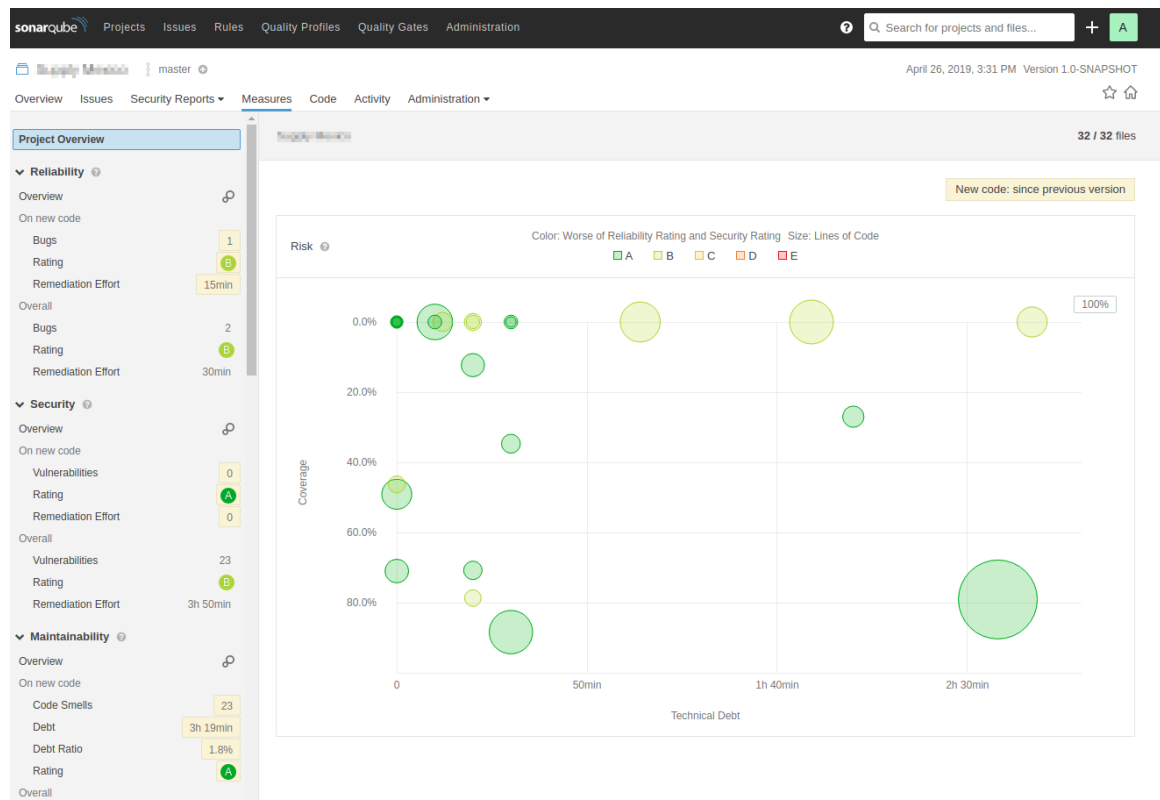 sonarqube Projects Issues Rules Quality Profiles Quality Gates Administration ? Search for projects and files... + A
master April 26, 2019, 3:31 PM Version 1.0-SNAPSHOT
Overview Issues Security Reports Measures Code Activity Administration
Project Overview
32 / 32 files
Reliability ?
Overview
On new code
Bugs 1
Rating B
Remediation Effort 15min
Overall
Bugs 2
Rating B
Remediation Effort 30min
Security ?
Overview
On new code
Vulnerabilities 0
Rating A
Remediation Effort 0
Overall
Vulnerabilities 23
Rating B
Remediation Effort 3h 50min
Maintainability ?
Overview
On new code
Code Smells 23
Debt 3h 19min
Debt Ratio 1.8%
Rating A
Overall
New code: since previous version
Risk ?
Color: Worse of Reliability Rating and Security Rating Size: Lines of Code
A B C D E
100%
0.0%
20.0%
40.0%
60.0%
80.0%
Coverage
0 50min 1h 40min 2h 30min
Technical Debt